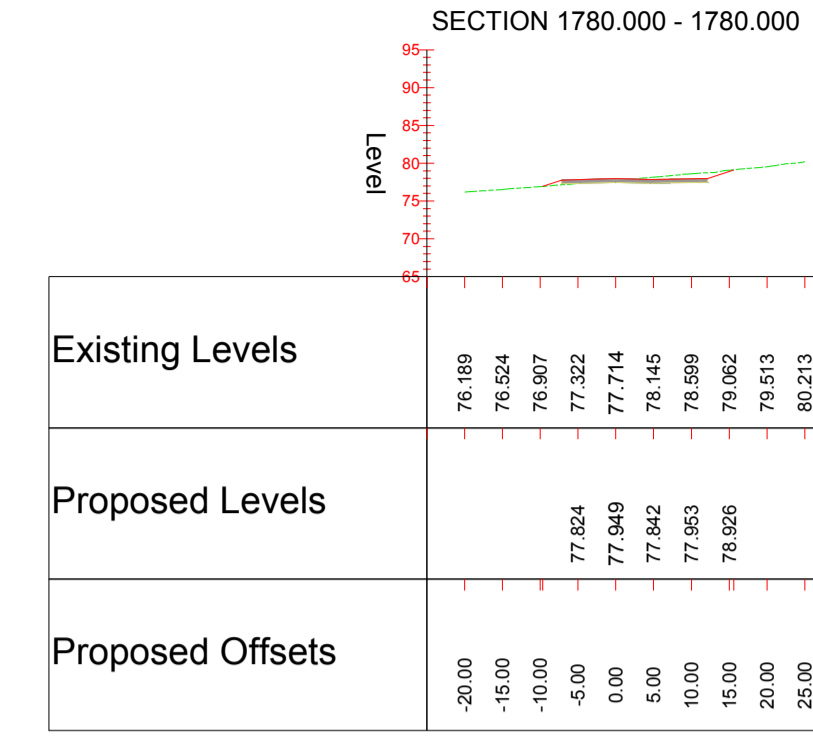 SECTION 1780.000 - 1780.000
95
90
85
80
75
70
65
Level
Existing Levels
76.189 76.524 76.907 77.322 77.714 78.145 78.599 79.062 79.513 80.213
Proposed Levels
77.824 77.949 77.842 77.953 78.926
Proposed Offsets
-20.00 -15.00 -10.00 -5.00 0.00 5.00 10.00 15.00 20.00 25.00